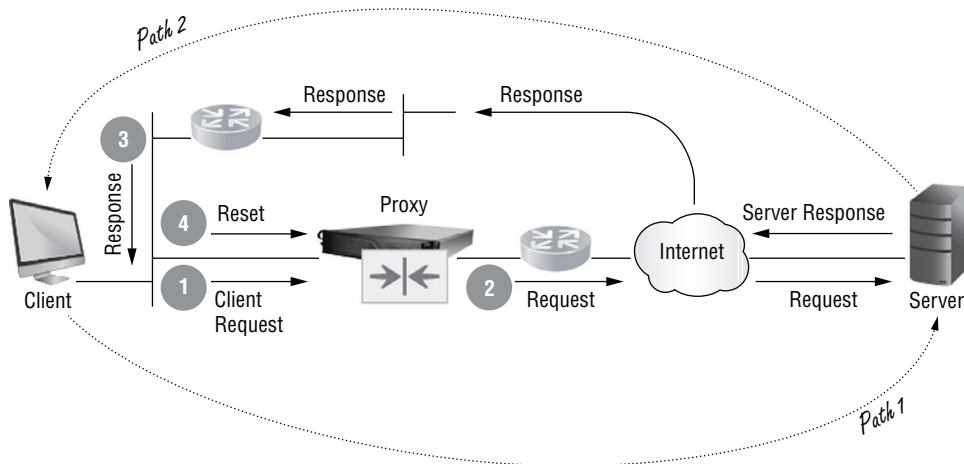 Path 2
Response
Response
3
Response
4
Reset
Proxy
Server Response
Internet
Client
1
Client
Request
2
Request
Request
Server
Path 1